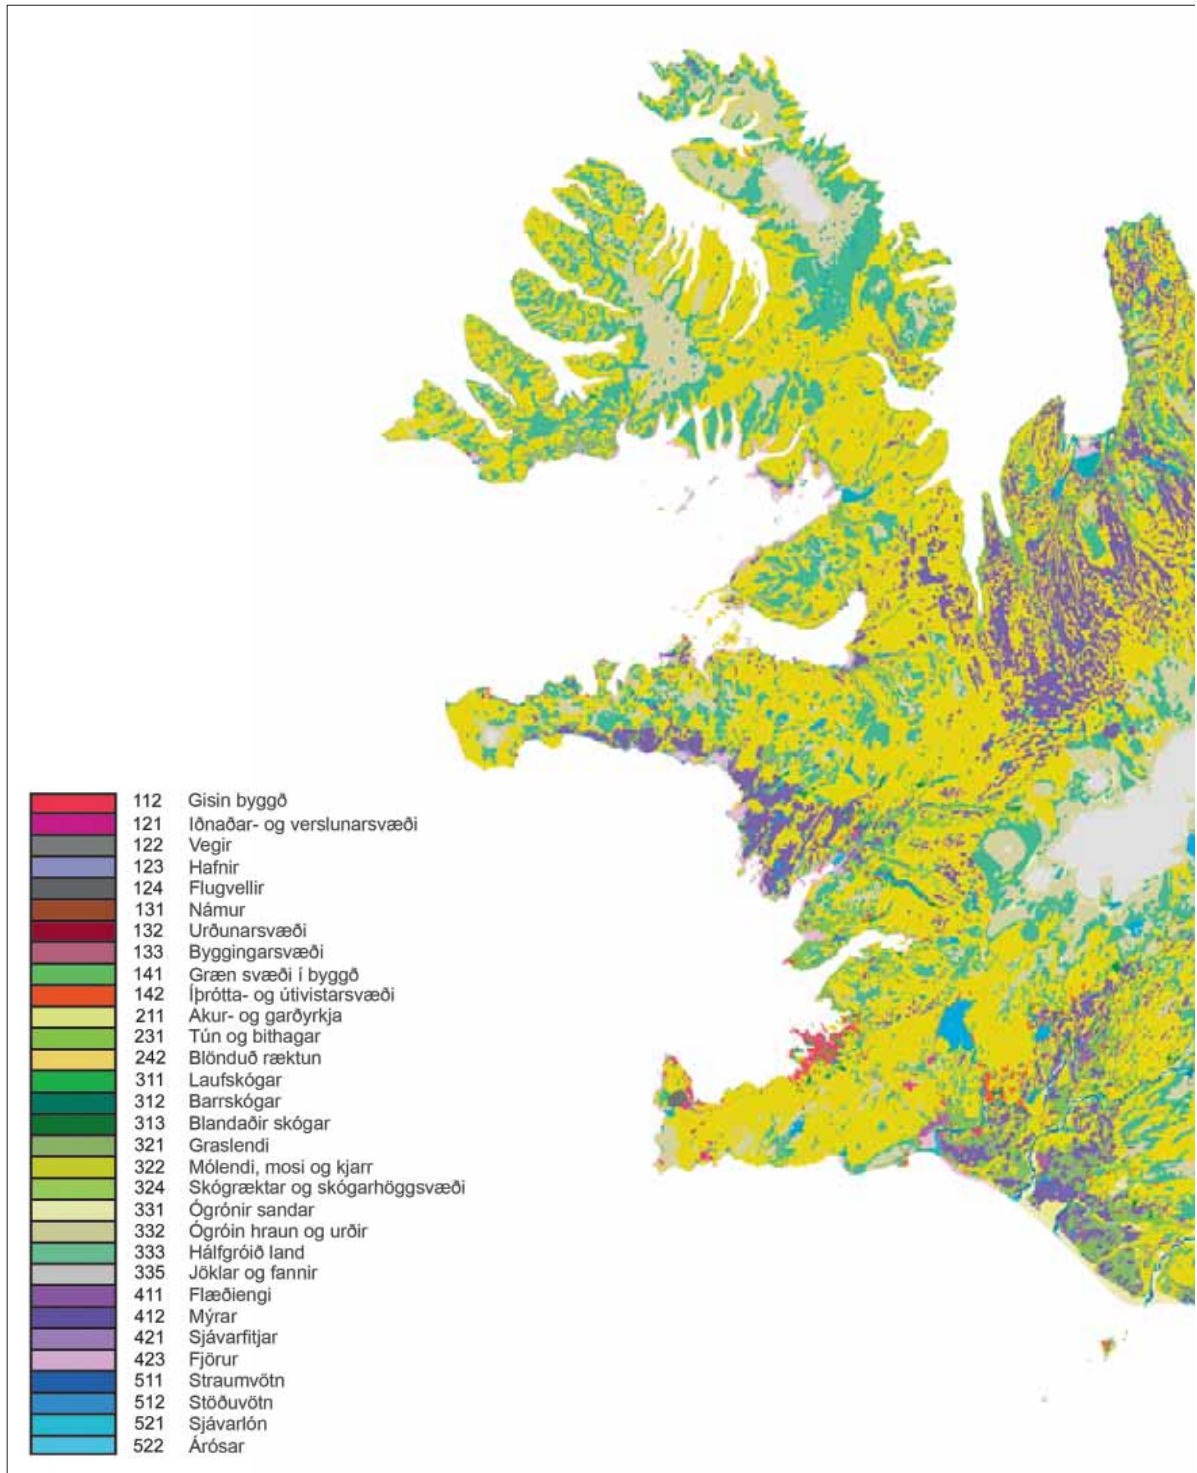 112 Gisin byggð
121 Iðnaðar- og verslunarsvæði
122 Vegir
123 Hafnir
124 Flugvellir
131 Námur
132 Urðunarsvæði
133 Byggingarsvæði
141 Græn svæði í byggð
142 Íþrótta- og útivistarsvæði
211 Akur- og garðyrkja
231 Tún og bithagar
242 Blönduð ræktun
311 Laufskógar
312 Barrskógar
313 Blandaðir skógar
321 Graslendi
322 Mólendi, mosi og kjarr
324 Skógræktar og skógarhöggsvæði
331 Ógrónir sandar
332 Ógróin hraun og urðir
333 Hálfgróið land
335 Jöklar og fannir
411 Flæðiengi
412 Mýrar
421 Sjávarfitjar
423 Fjörur
511 Straumvötn
512 Stöðuvötn
521 Sjávarlón
522 Árósar